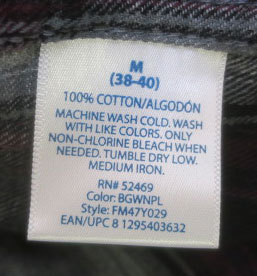 M
(38-40)
100% COTTON/ALGODÓN
MACHINE WASH COLD. WASH
WITH LIKE COLORS. ONLY
NON-CHLORINE BLEACH WHEN
NEEDED. TUMBLE DRY LOW.
MEDIUM IRON.
RN# 52469
Color: BGWNPL
Style: FM47Y029
EAN/UPC 8 1295403632